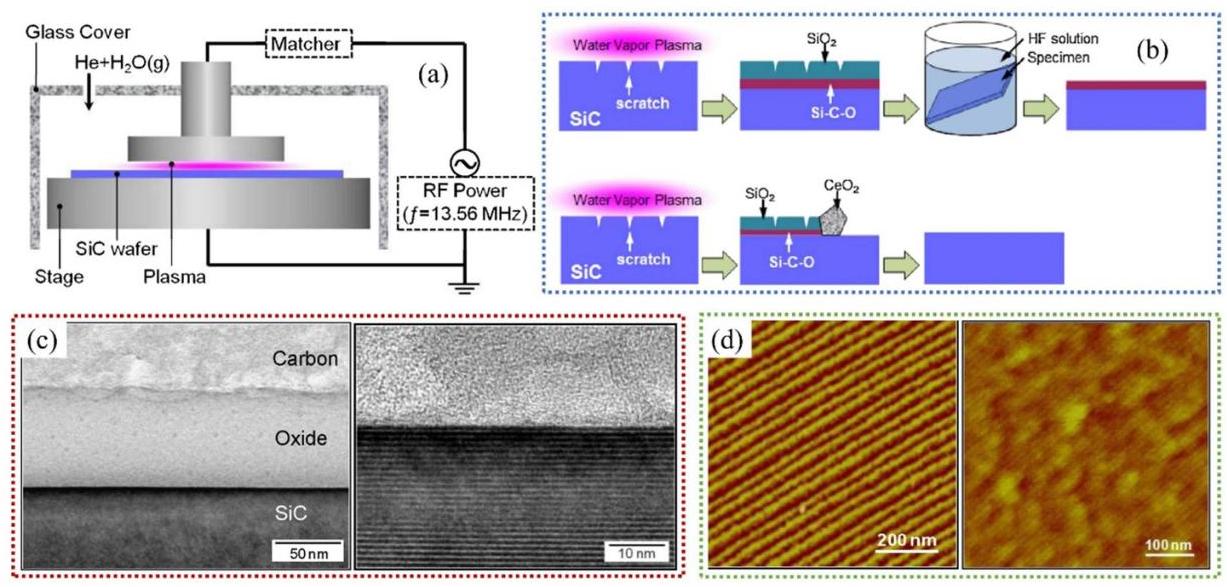 Glass Cover
He+H₂O(g)
Matcher
(a)
RF Power
(ƒ=13.56 MHz)
SiC wafer
Stage
Plasma
(b)
Water Vapor Plasma
scratch
SiC
SiO₂
Si-C-O
HF solution
Specimen
Water Vapor Plasma
scratch
SiC
SiO₂
CeO₂
Si-C-O
(c)
Carbon
Oxide
SiC
50 nm
10 nm
(d)
200 nm
100 nm